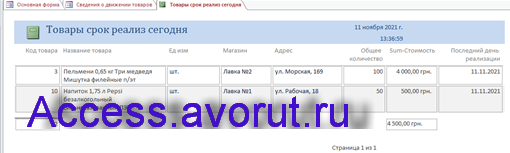 Основная форма
Сведения о движении товаров
Товары срок реализ сегодня
Товары срок реализ сегодня
11 ноября 2021 г.
13:36:59
Код товара Название товара Ед изм Магазин Адрес Общее количество Sum-Стоимость Последний день реализации
3 Пельмени 0,65 кг Три медведя Мишутка филейные п/эт шт. Лавка №2 ул. Морская, 169 100 4 000,00 грн. 11.11.2021
10 Напиток 1,75 л Pepsi безалкогольный шт. Лавка №1 ул. Рабочая, 18 50 500,00 грн. 11.11.2021
4 500,00 грн.
Access.avorut.ru
Страница 1 из 1